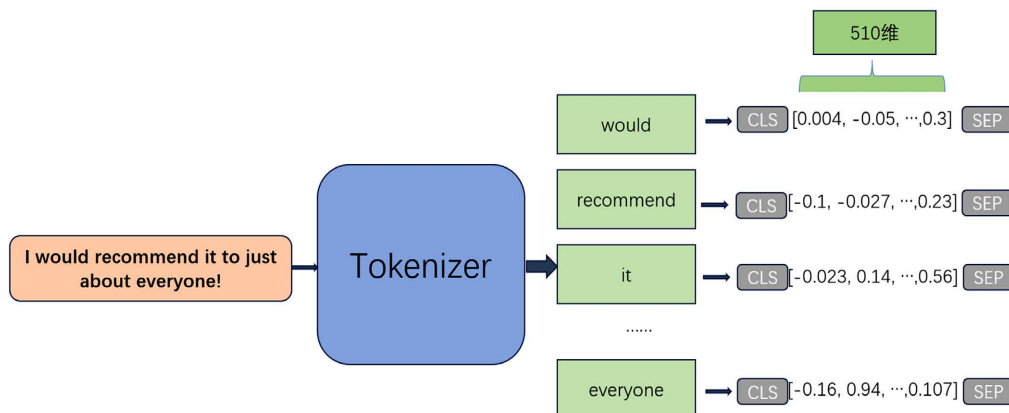 510维
would
CLS [0.004, -0.05, ···,0.3] SEP
recommend
CLS [-0.1, -0.027, ···,0.23] SEP
I would recommend it to just
about everyone!
Tokenizer
it
CLS [-0.023, 0.14, ···,0.56] SEP
……
everyone
CLS [-0.16, 0.94, ···,0.107] SEP